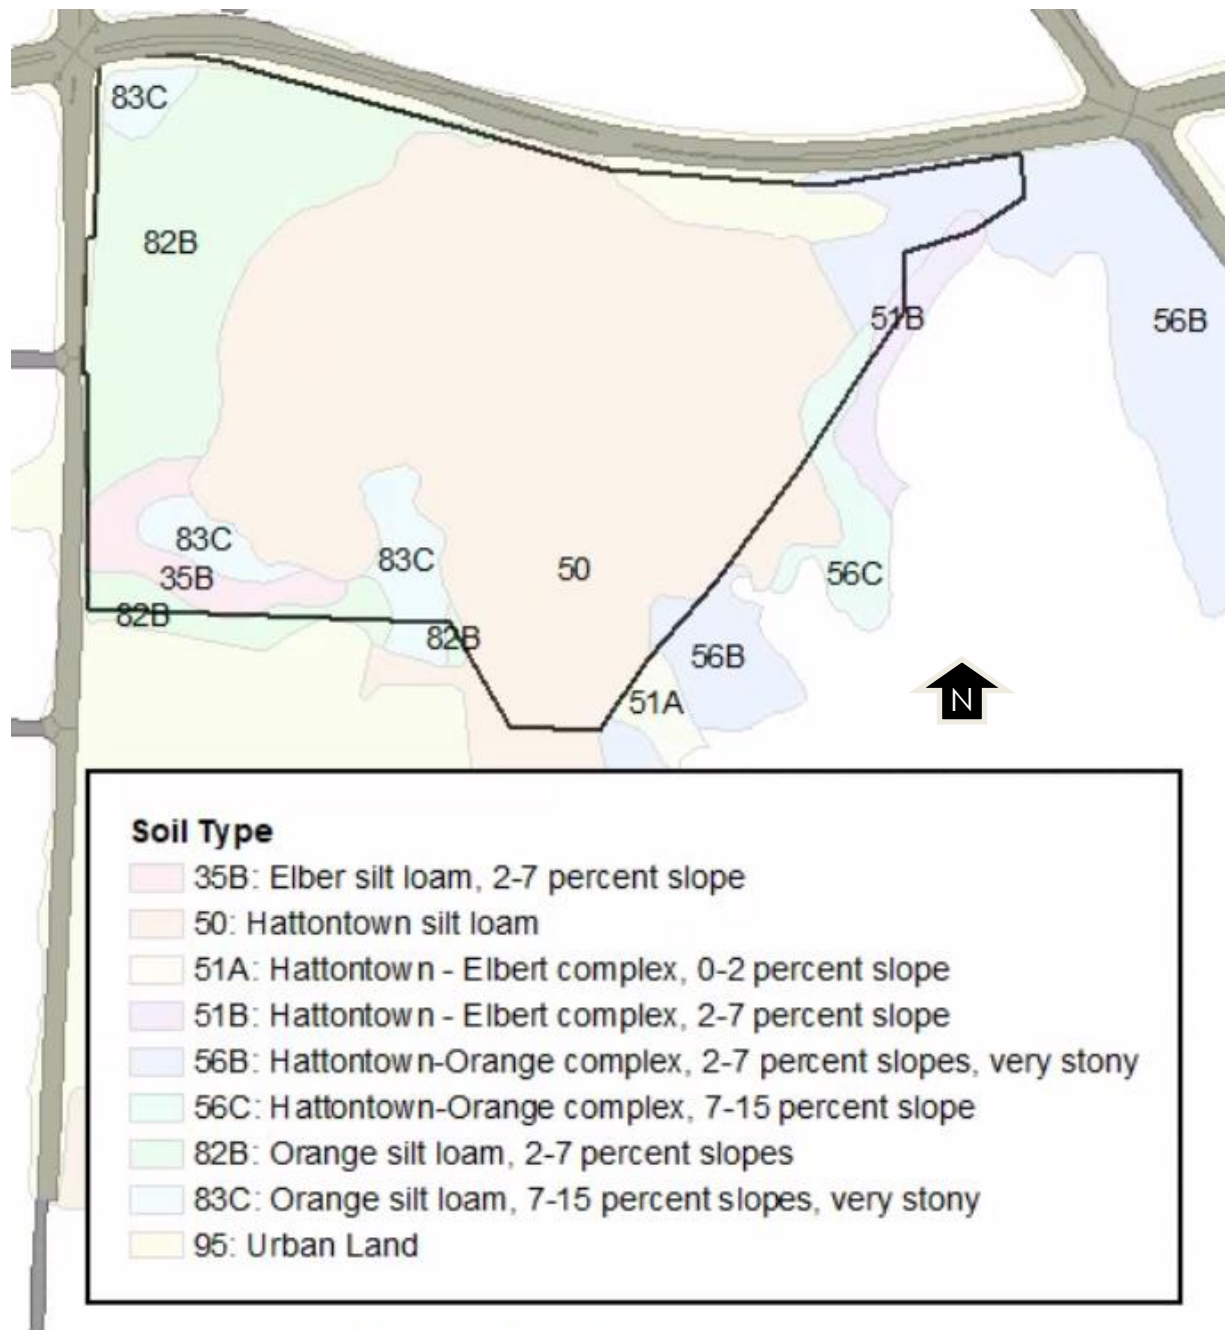 83C
82B
51B
56B
83C
83C
50
35B
56C
82B
82B
56B
51A
N
Soil Type
35B: Elber silt loam, 2-7 percent slope
50: Hattontown silt loam
51A: Hattontown - Elbert complex, 0-2 percent slope
51B: Hattontown - Elbert complex, 2-7 percent slope
56B: Hattontown-Orange complex, 2-7 percent slopes, very stony
56C: Hattontown-Orange complex, 7-15 percent slope
82B: Orange silt loam, 2-7 percent slopes
83C: Orange silt loam, 7-15 percent slopes, very stony
95: Urban Land